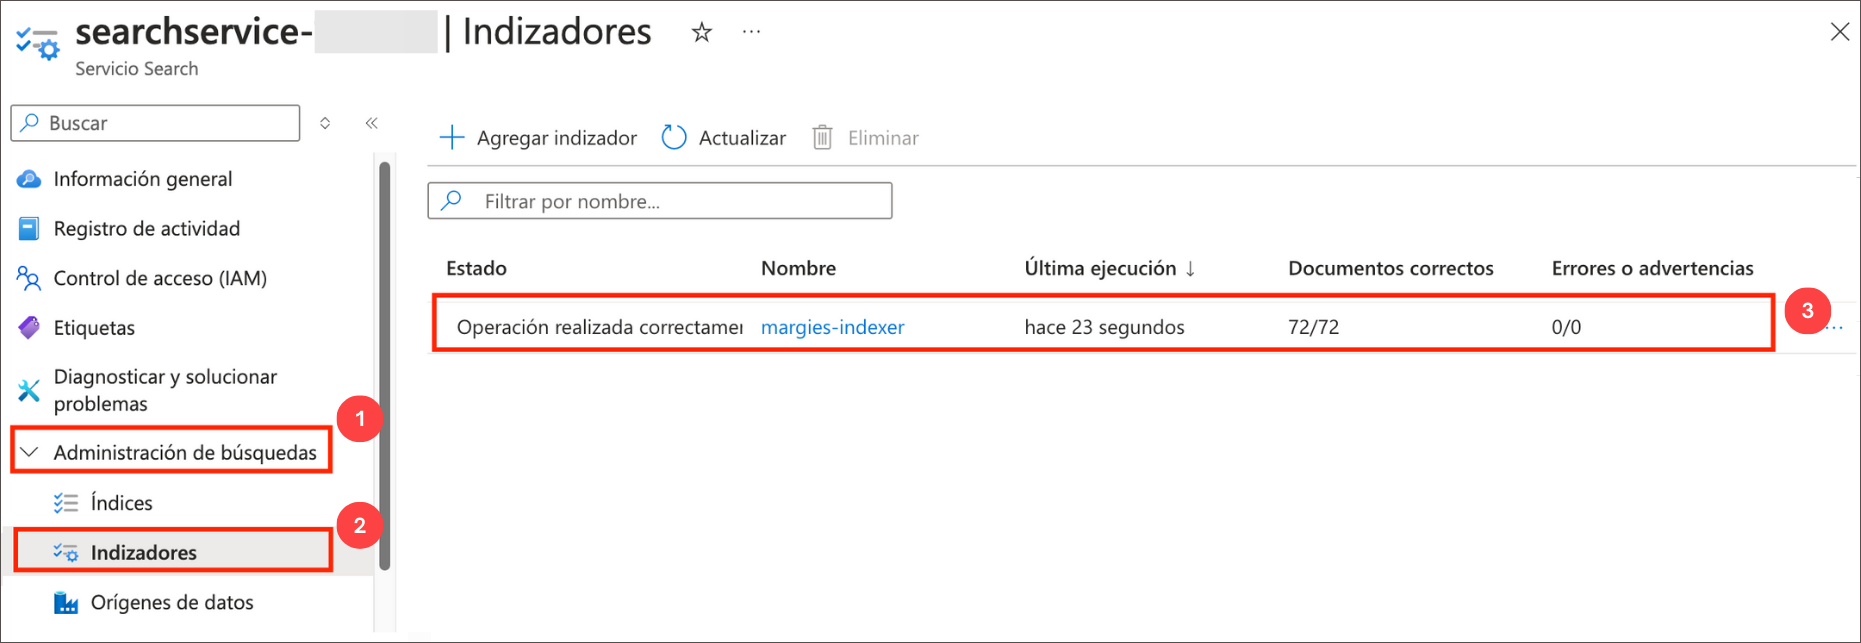 searchservice- | Indizadores
Servicio Search
Buscar
Agregar indizador Actualizar Eliminar
Información general
Filtrar por nombre...
Registro de actividad
Control de acceso (IAM)
Etiquetas
Diagnosticar y solucionar
problemas
Administración de búsquedas
1
Índices
Indizadores
2
Orígenes de datos
Estado Nombre Última ejecución ↓ Documentos correctos Errores o advertencias
Operación realizada correctamen margies-indexer hace 23 segundos 72/72 0/0
3